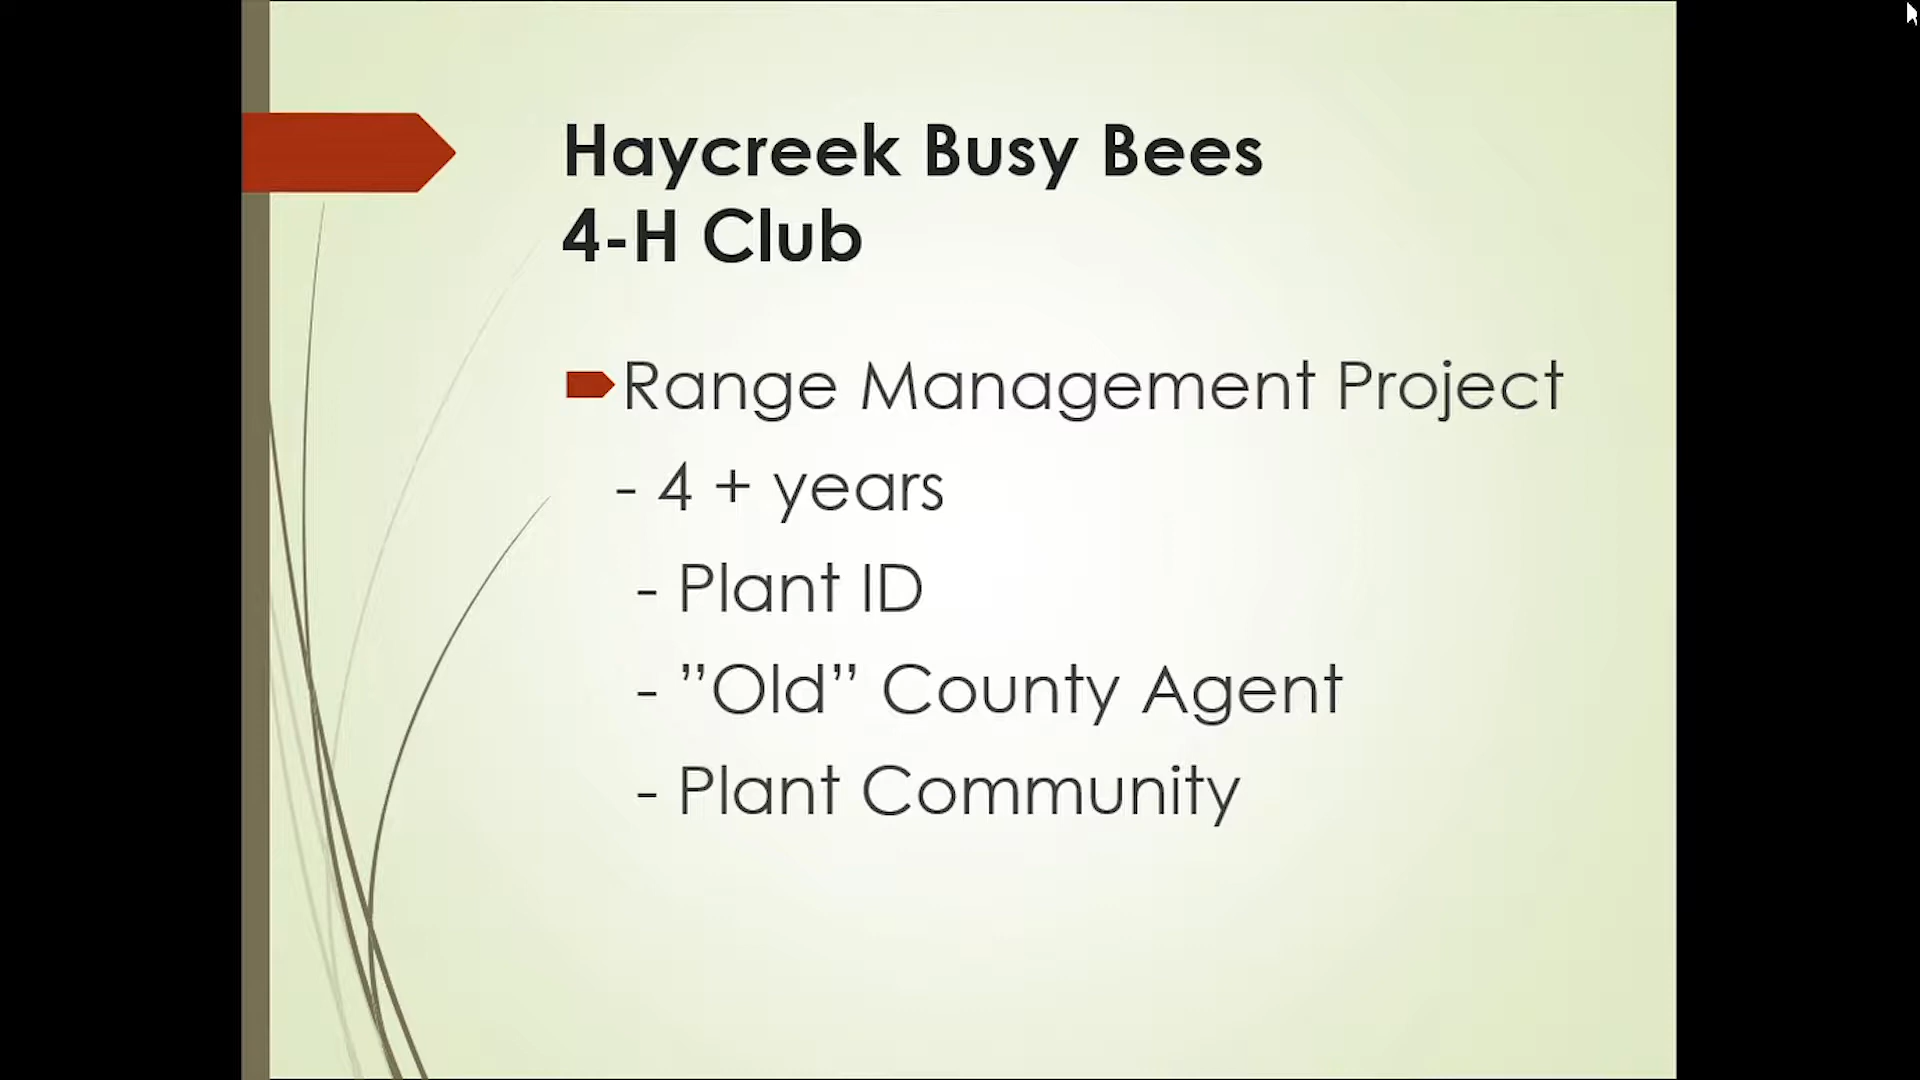 Haycreek Busy Bees
4-H Club
Range Management Project
- 4 + years
- Plant ID
- ”Old” County Agent
- Plant Community